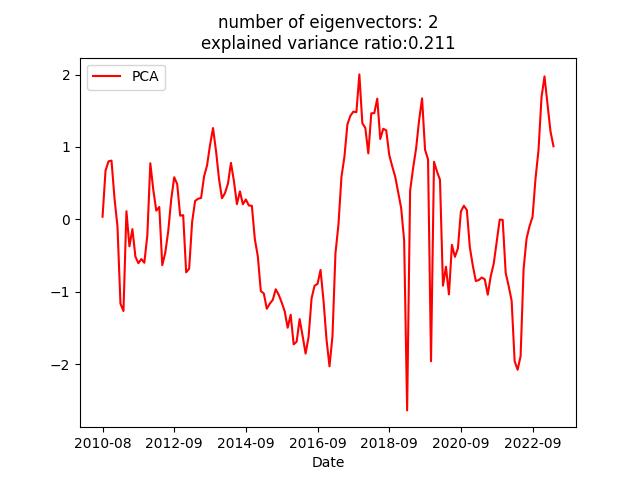 number of eigenvectors: 2
explained variance ratio:0.211
PCA
2
1
0
−1
−2
2010-08 2012-09 2014-09 2016-09 2018-09 2020-09 2022-09
Date